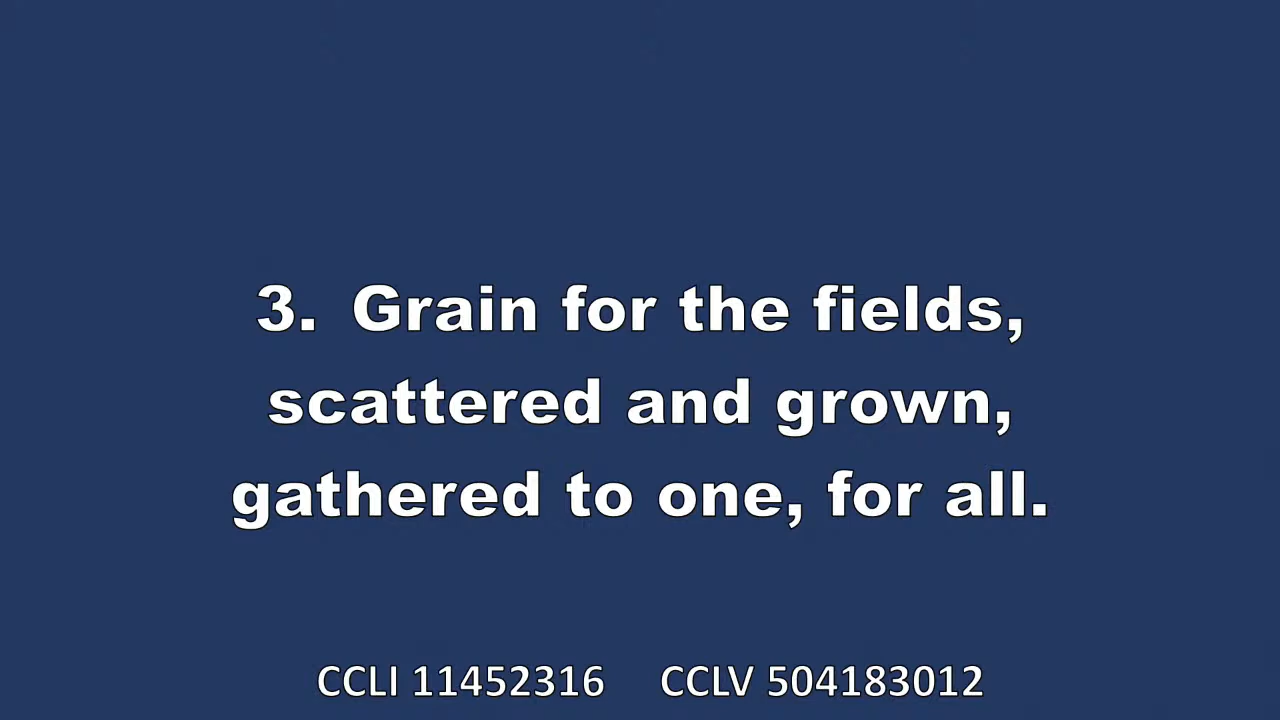 3. Grain for the fields,
scattered and grown,
gathered to one, for all.
CCLI 11452316 CCLV 504183012